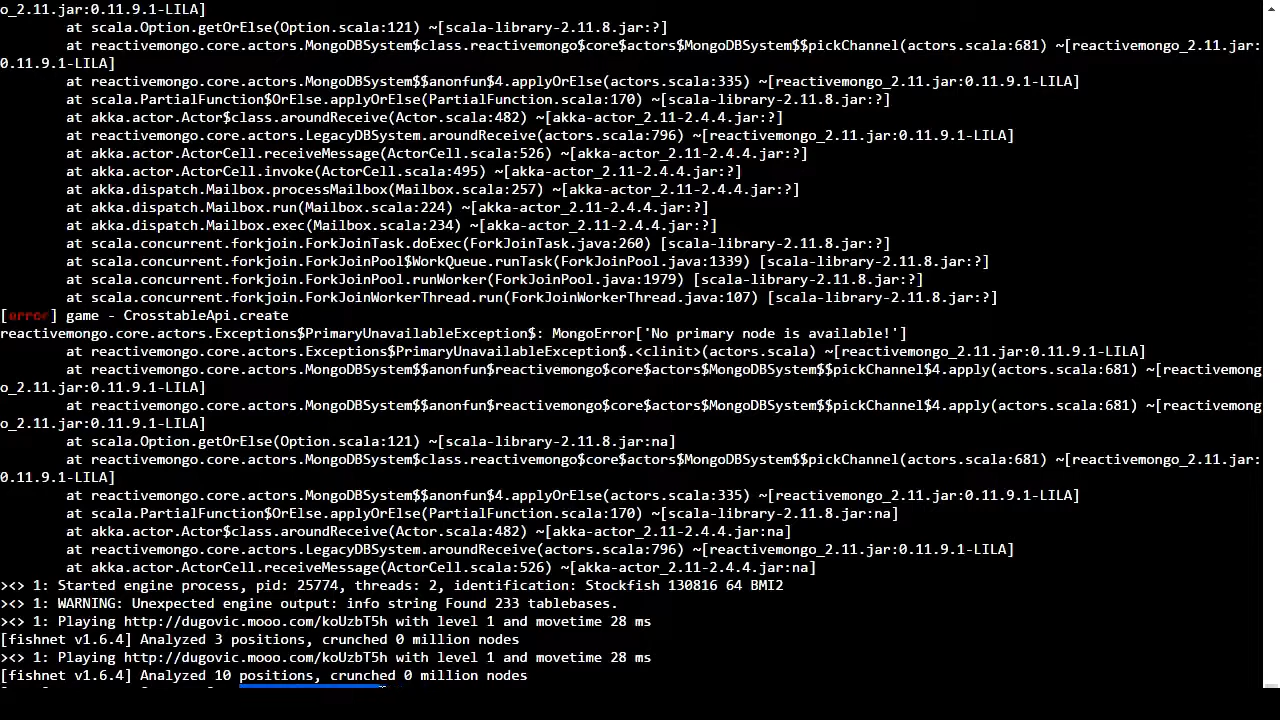 o_2.11.jar:0.11.9.1-LILA]
        at scala.Option.getOrElse(Option.scala:121) ~[scala-library-2.11.8.jar:?]
        at reactivemongo.core.actors.MongoDBSystem$class.reactivemongo$core$actors$MongoDBSystem$$pickChannel(actors.scala:681) ~[reactivemongo_2.11.jar:
0.11.9.1-LILA]
        at reactivemongo.core.actors.MongoDBSystem$$anonfun$4.applyOrElse(actors.scala:335) ~[reactivemongo_2.11.jar:0.11.9.1-LILA]
        at scala.PartialFunction$OrElse.applyOrElse(PartialFunction.scala:170) ~[scala-library-2.11.8.jar:?]
        at akka.actor.Actor$class.aroundReceive(Actor.scala:482) ~[akka-actor_2.11-2.4.4.jar:?]
        at reactivemongo.core.actors.LegacyDBSystem.aroundReceive(actors.scala:796) ~[reactivemongo_2.11.jar:0.11.9.1-LILA]
        at akka.actor.ActorCell.receiveMessage(ActorCell.scala:526) ~[akka-actor_2.11-2.4.4.jar:?]
        at akka.actor.ActorCell.invoke(ActorCell.scala:495) ~[akka-actor_2.11-2.4.4.jar:?]
        at akka.dispatch.Mailbox.processMailbox(Mailbox.scala:257) ~[akka-actor_2.11-2.4.4.jar:?]
        at akka.dispatch.Mailbox.run(Mailbox.scala:224) ~[akka-actor_2.11-2.4.4.jar:?]
        at akka.dispatch.Mailbox.exec(Mailbox.scala:234) ~[akka-actor_2.11-2.4.4.jar:?]
        at scala.concurrent.forkjoin.ForkJoinTask.doExec(ForkJoinTask.java:260) [scala-library-2.11.8.jar:?]
        at scala.concurrent.forkjoin.ForkJoinPool$WorkQueue.runTask(ForkJoinPool.java:1339) [scala-library-2.11.8.jar:?]
        at scala.concurrent.forkjoin.ForkJoinPool.runWorker(ForkJoinPool.java:1979) [scala-library-2.11.8.jar:?]
        at scala.concurrent.forkjoin.ForkJoinWorkerThread.run(ForkJoinWorkerThread.java:107) [scala-library-2.11.8.jar:?]
[error] game - CrosstableApi.create
reactivemongo.core.actors.Exceptions$PrimaryUnavailableException$: MongoError['No primary node is available!']
        at reactivemongo.core.actors.Exceptions$PrimaryUnavailableException$.<clinit>(actors.scala) ~[reactivemongo_2.11.jar:0.11.9.1-LILA]
        at reactivemongo.core.actors.MongoDBSystem$$anonfun$reactivemongo$core$actors$MongoDBSystem$$pickChannel$4.apply(actors.scala:681) ~[reactivemong
o_2.11.jar:0.11.9.1-LILA]
        at reactivemongo.core.actors.MongoDBSystem$$anonfun$reactivemongo$core$actors$MongoDBSystem$$pickChannel$4.apply(actors.scala:681) ~[reactivemong
o_2.11.jar:0.11.9.1-LILA]
        at scala.Option.getOrElse(Option.scala:121) ~[scala-library-2.11.8.jar:na]
        at reactivemongo.core.actors.MongoDBSystem$class.reactivemongo$core$actors$MongoDBSystem$$pickChannel(actors.scala:681) ~[reactivemongo_2.11.jar:
0.11.9.1-LILA]
        at reactivemongo.core.actors.MongoDBSystem$$anonfun$4.applyOrElse(actors.scala:335) ~[reactivemongo_2.11.jar:0.11.9.1-LILA]
        at scala.PartialFunction$OrElse.applyOrElse(PartialFunction.scala:170) ~[scala-library-2.11.8.jar:na]
        at akka.actor.Actor$class.aroundReceive(Actor.scala:482) ~[akka-actor_2.11-2.4.4.jar:na]
        at reactivemongo.core.actors.LegacyDBSystem.aroundReceive(actors.scala:796) ~[reactivemongo_2.11.jar:0.11.9.1-LILA]
        at akka.actor.ActorCell.receiveMessage(ActorCell.scala:526) ~[akka-actor_2.11-2.4.4.jar:na]
><> 1: Started engine process, pid: 25774, threads: 2, identification: Stockfish 130816 64 BMI2
><> 1: WARNING: Unexpected engine output: info string Found 233 tablebases.
><> 1: Playing http://dugovic.mooo.com/koUzbT5h with level 1 and movetime 28 ms
[fishnet v1.6.4] Analyzed 3 positions, crunched 0 million nodes
><> 1: Playing http://dugovic.mooo.com/koUzbT5h with level 1 and movetime 28 ms
[fishnet v1.6.4] Analyzed 10 positions, crunched 0 million nodes